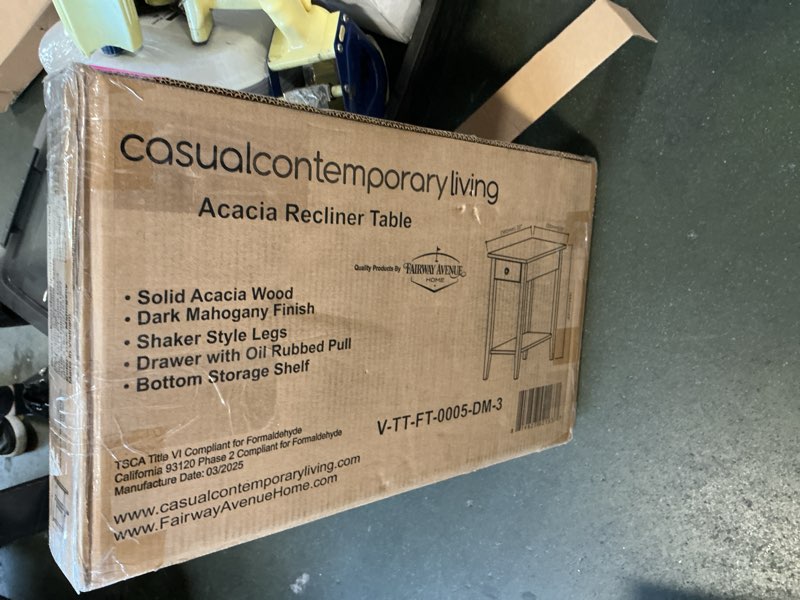 casualcontemporaryliving
Acacia Recliner Table
Quality Products By FAIRWAY AVENUE
HOME
• Solid Acacia Wood
• Dark Mahogany Finish
• Shaker Style Legs
• Drawer with Oil Rubbed Pull
• Bottom Storage Shelf
V-TT-FT-0005-DM-3
TSCA Title VI Compliant for Formaldehyde
California 93120 Phase 2 Compliant for Formaldehyde
Manufacture Date: 03/2025
www.casualcontemporaryliving.com
www.FairwayAvenueHome.com